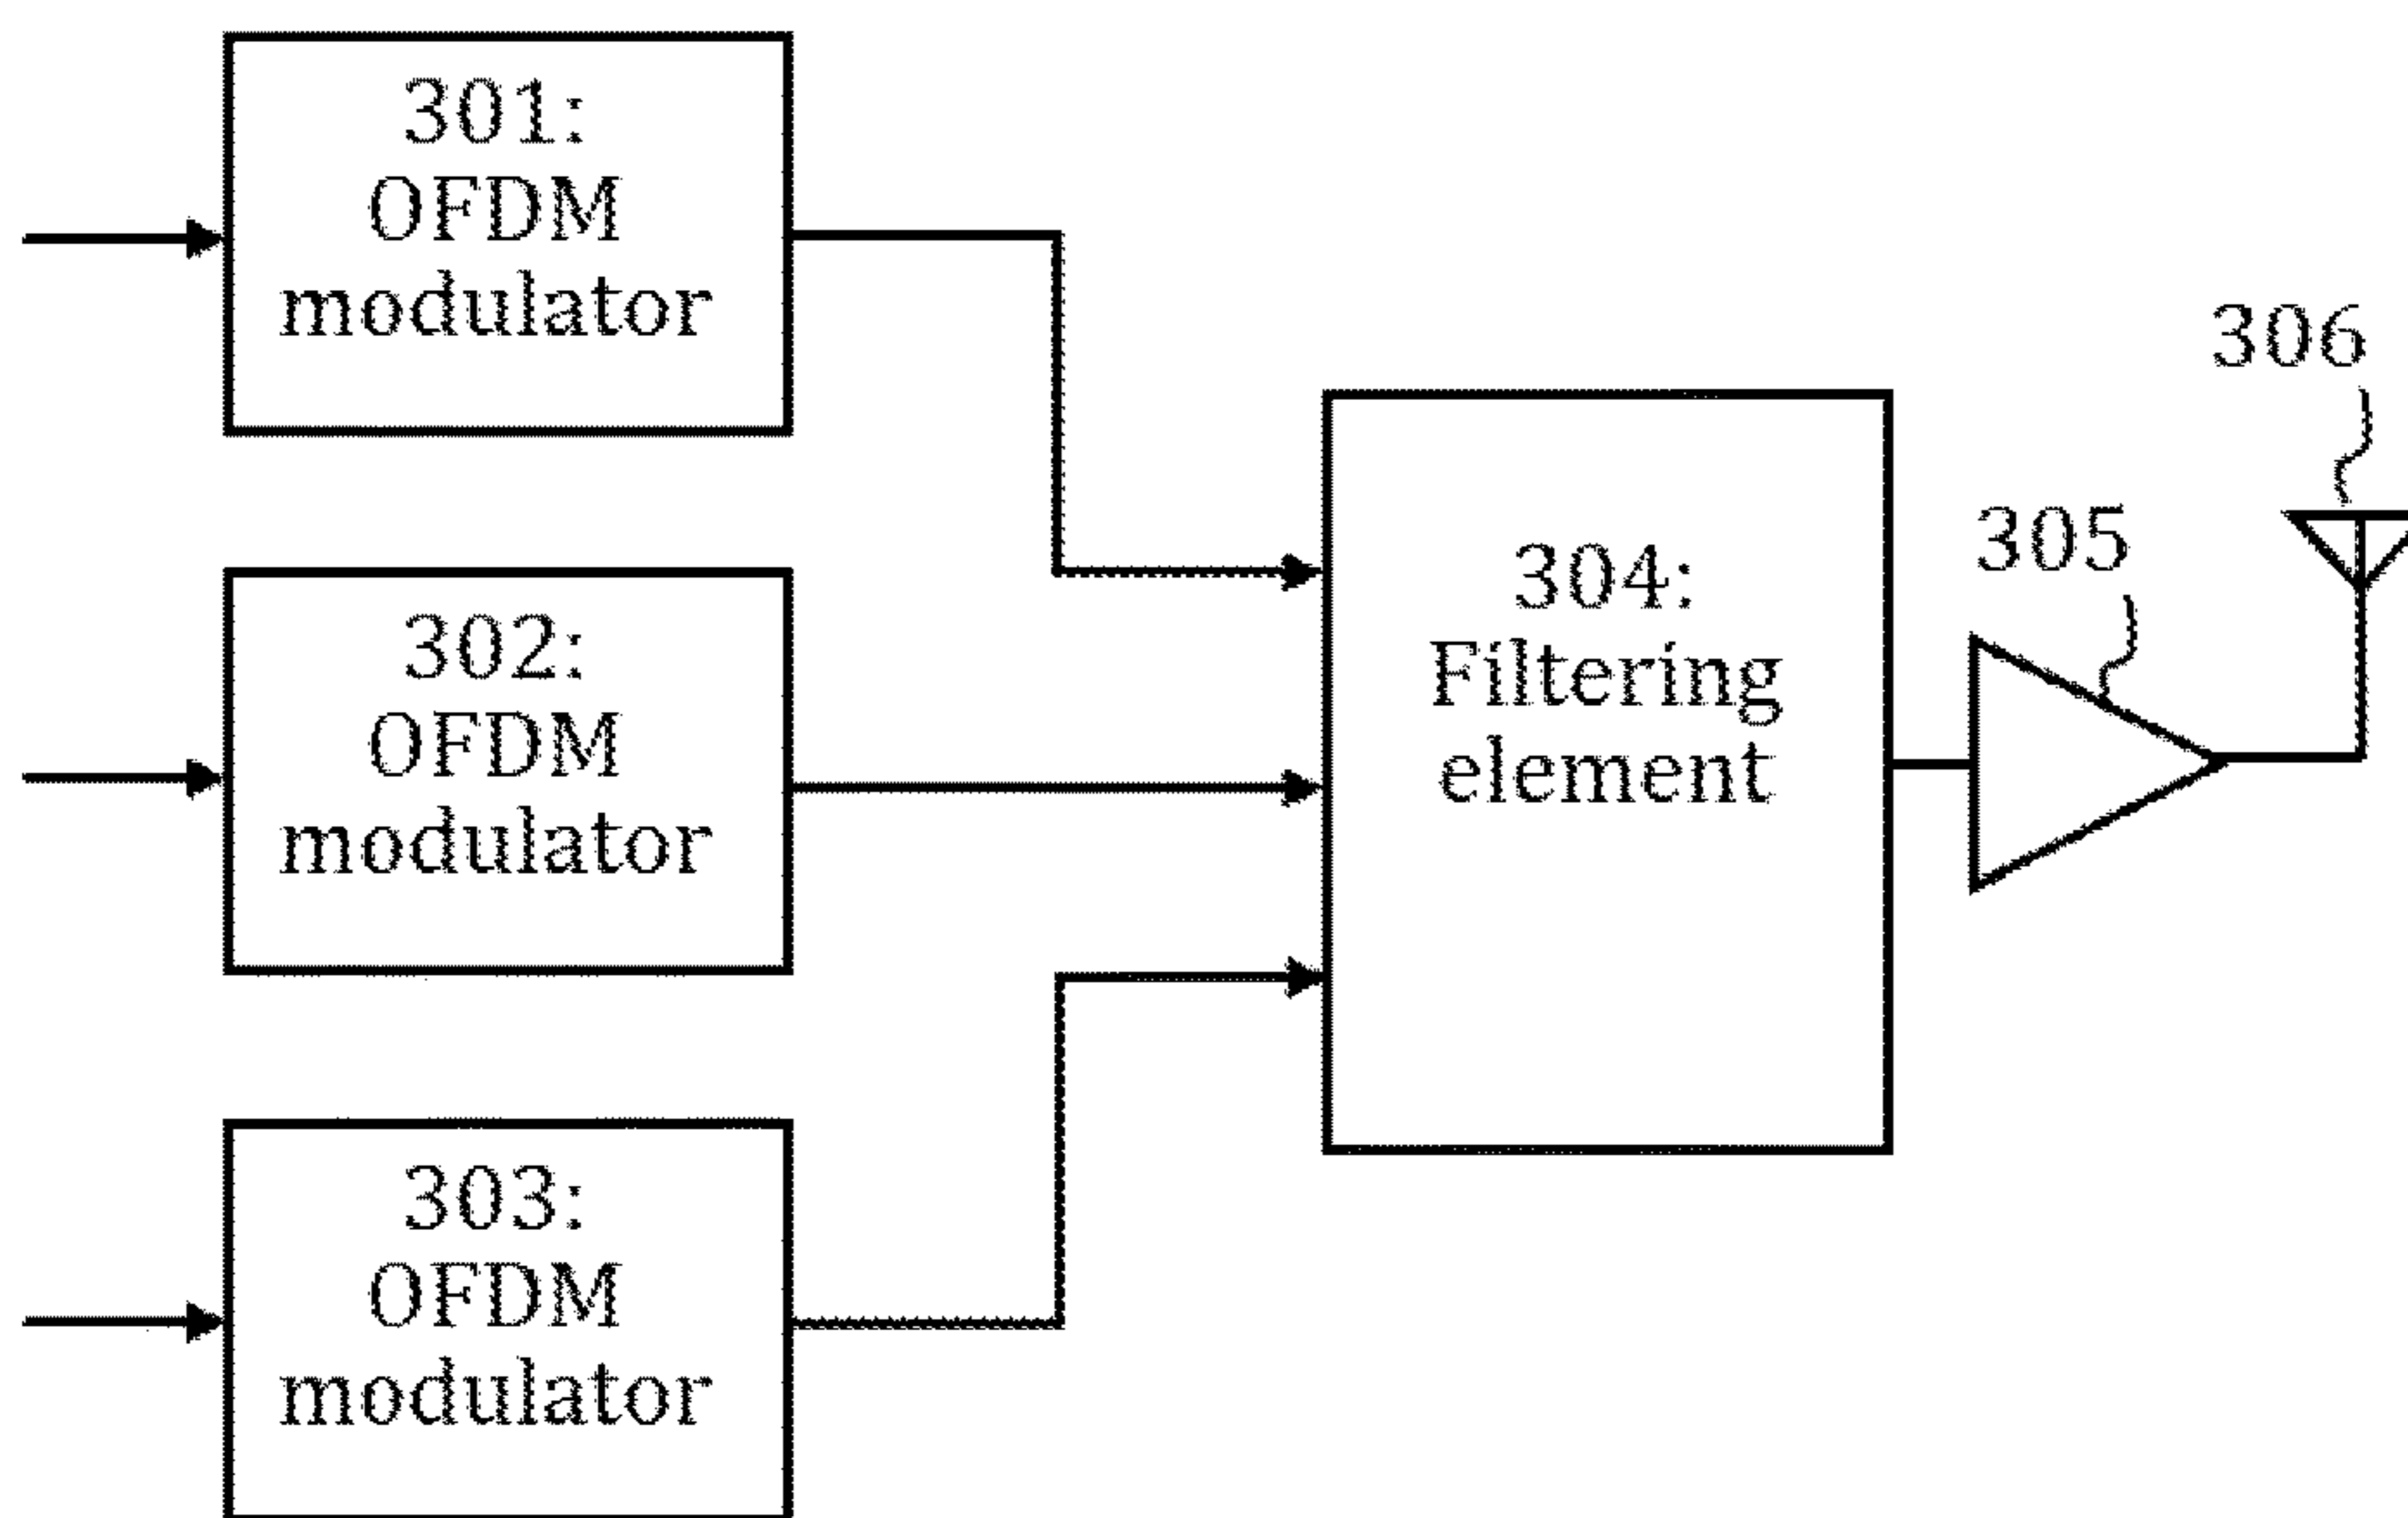 301:
OFDM
modulator
302:
OFDM
modulator
303:
OFDM
modulator
304:
Filtering
element
305
306